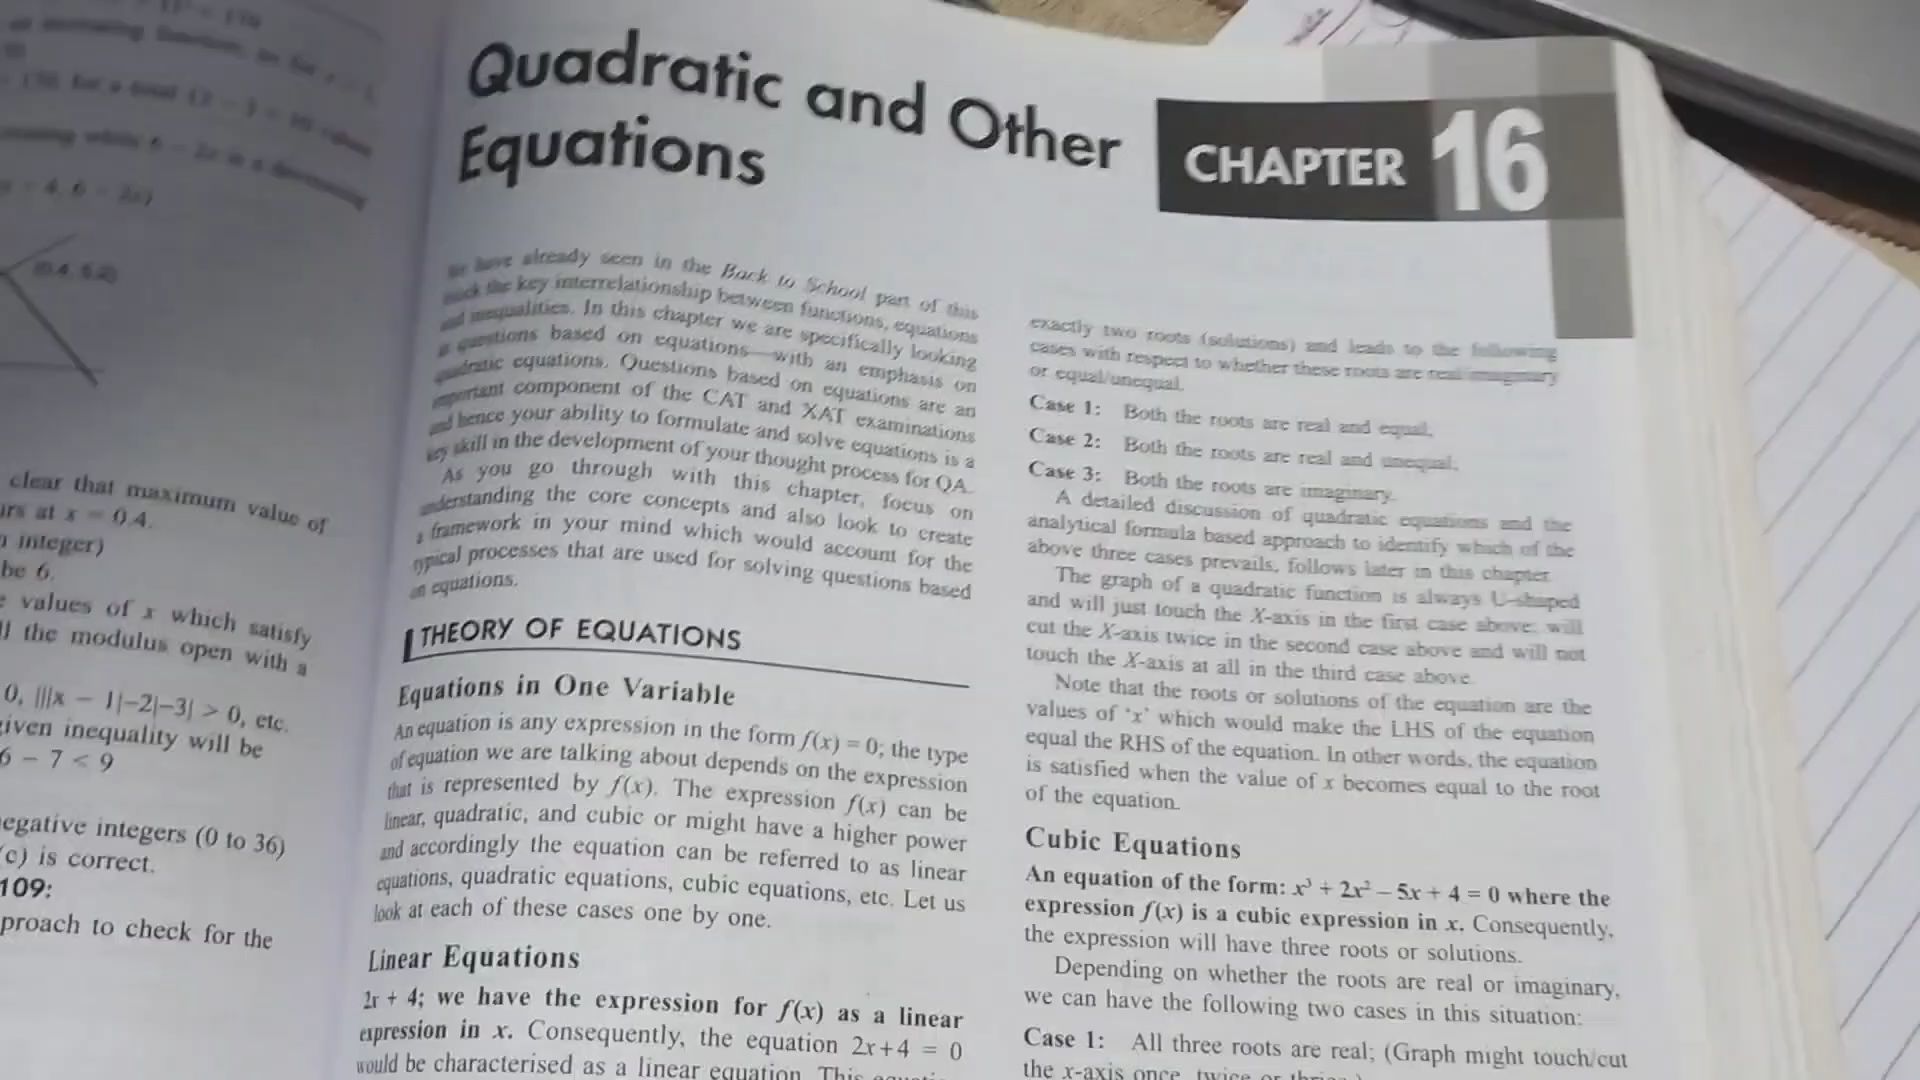 clear that maximum value of
at x = 0.4.
integer)
be 6.
values of x which satisfy
the modulus open with a
0, |||x − 1|−2|−3| > 0, etc.
given inequality will be
6 − 7 < 9
negative integers (0 to 36)
(c) is correct.
109:
proach to check for the
Quadratic and Other
Equations
CHAPTER 16
have already seen in the Back to School part of this
the key interrelationship between functions, equations
and inequalities. In this chapter we are specifically looking
questions based on equations—with an emphasis on
quadratic equations. Questions based on equations are an
important component of the CAT and XAT examinations
and hence your ability to formulate and solve equations is a
key skill in the development of your thought process for QA.
As you go through with this chapter, focus on
understanding the core concepts and also look to create
a framework in your mind which would account for the
typical processes that are used for solving questions based
on equations.
THEORY OF EQUATIONS
Equations in One Variable
An equation is any expression in the form f(x) = 0; the type
of equation we are talking about depends on the expression
that is represented by f(x). The expression f(x) can be
linear, quadratic, and cubic or might have a higher power
and accordingly the equation can be referred to as linear
equations, quadratic equations, cubic equations, etc. Let us
look at each of these cases one by one.
Linear Equations
2x + 4; we have the expression for f(x) as a linear
expression in x. Consequently, the equation 2x+4 = 0
would be characterised as a linear equation. This
exactly two roots (solutions) and leads to the following
cases with respect to whether these roots are real/imaginary
or equal/unequal.
Case 1: Both the roots are real and equal.
Case 2: Both the roots are real and unequal.
Case 3: Both the roots are imaginary.
A detailed discussion of quadratic equations and the
analytical formula based approach to identify which of the
above three cases prevails, follows later in this chapter.
The graph of a quadratic function is always U-shaped
and will just touch the X-axis in the first case above; will
cut the X-axis twice in the second case above and will not
touch the X-axis at all in the third case above.
Note that the roots or solutions of the equation are the
values of ‘x’ which would make the LHS of the equation
equal the RHS of the equation. In other words, the equation
is satisfied when the value of x becomes equal to the root
of the equation.
Cubic Equations
An equation of the form: x³ + 2x² – 5x + 4 = 0 where the
expression f(x) is a cubic expression in x. Consequently,
the expression will have three roots or solutions.
Depending on whether the roots are real or imaginary,
we can have the following two cases in this situation:
Case 1: All three roots are real; (Graph might touch/cut
the x-axis once, twice or thrice.)